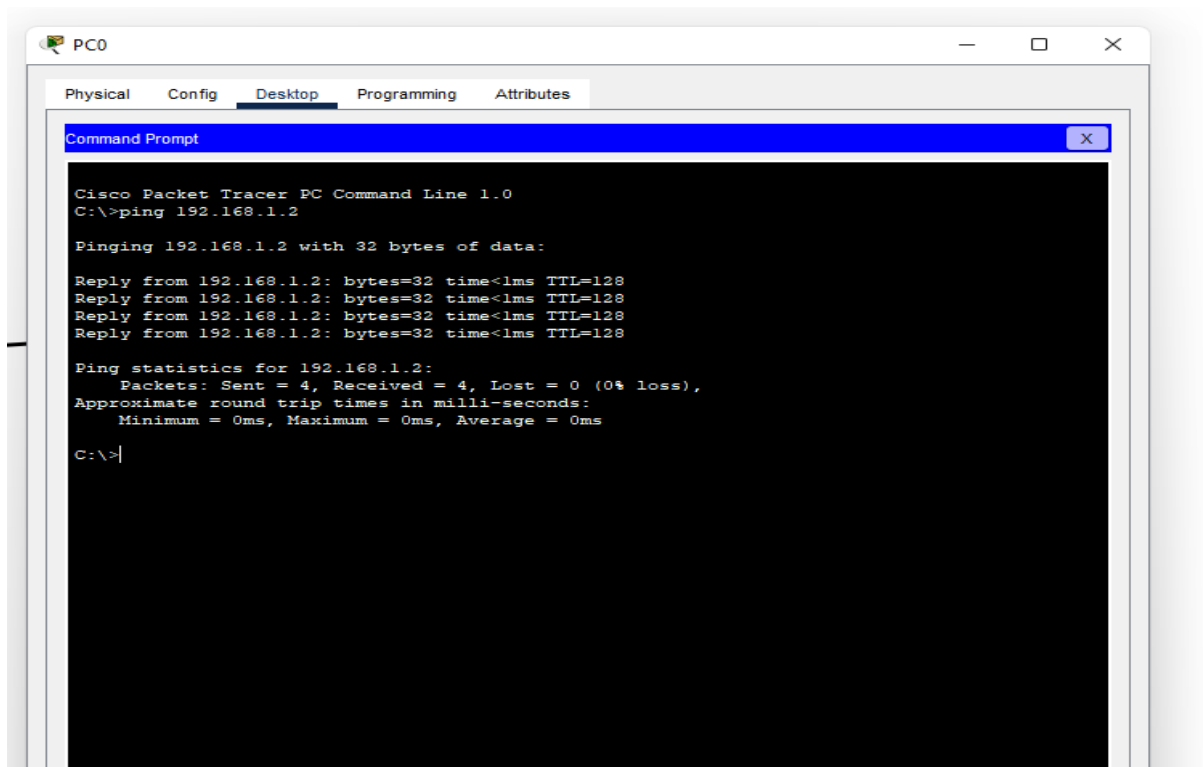 PC0
Physical Config Desktop Programming Attributes
Command Prompt
X
Cisco Packet Tracer PC Command Line 1.0
C:\>ping 192.168.1.2
Pinging 192.168.1.2 with 32 bytes of data:
Reply from 192.168.1.2: bytes=32 time<1ms TTL=128
Reply from 192.168.1.2: bytes=32 time<1ms TTL=128
Reply from 192.168.1.2: bytes=32 time<1ms TTL=128
Reply from 192.168.1.2: bytes=32 time<1ms TTL=128
Ping statistics for 192.168.1.2:
Packets: Sent = 4, Received = 4, Lost = 0 (0% loss),
Approximate round trip times in milli-seconds:
Minimum = 0ms, Maximum = 0ms, Average = 0ms
C:\>